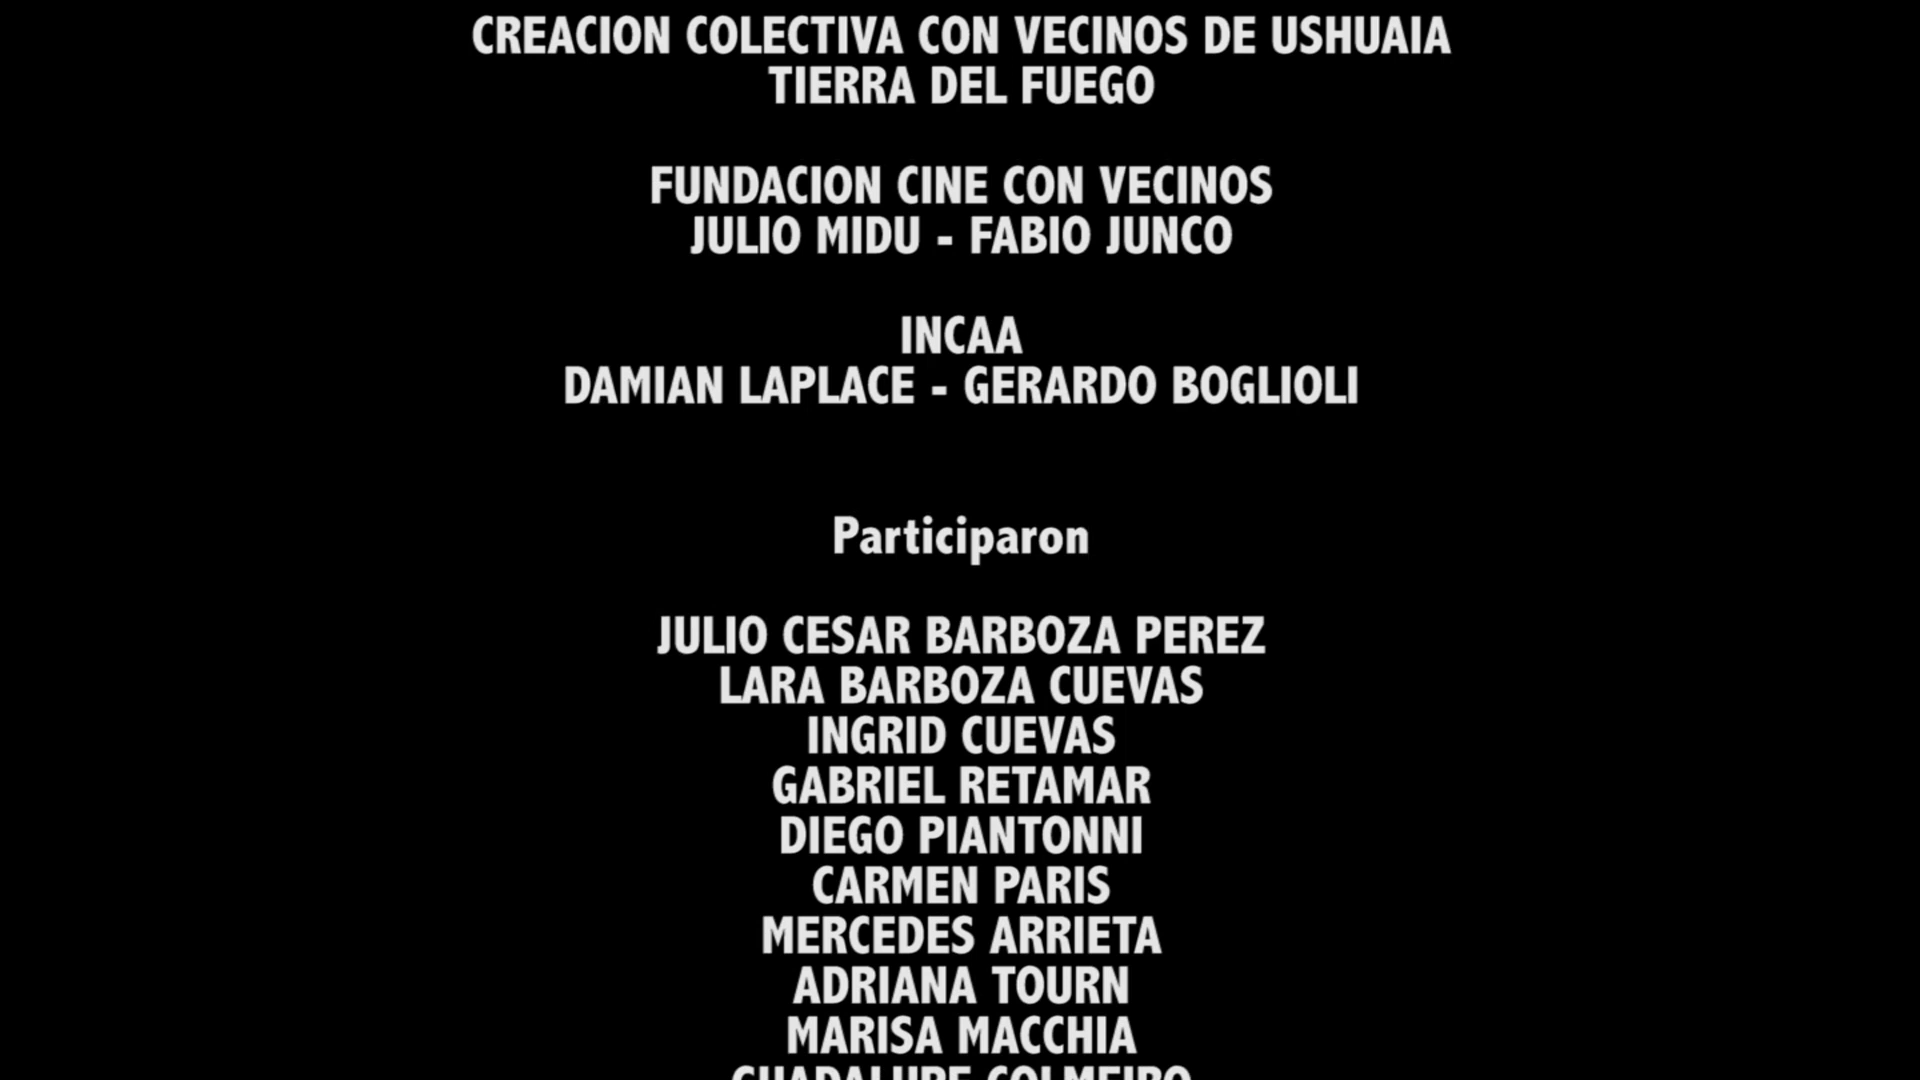 CREACION COLECTIVA CON VECINOS DE USHUAIA
TIERRA DEL FUEGO
FUNDACION CINE CON VECINOS
JULIO MIDU - FABIO JUNCO
INCAA
DAMIAN LAPLACE - GERARDO BOGLIOLI
Participaron
JULIO CESAR BARBOZA PEREZ
LARA BARBOZA CUEVAS
INGRID CUEVAS
GABRIEL RETAMAR
DIEGO PIANTONNI
CARMEN PARIS
MERCEDES ARRIETA
ADRIANA TOURN
MARISA MACCHIA
GUADALUPE COLMEIRO